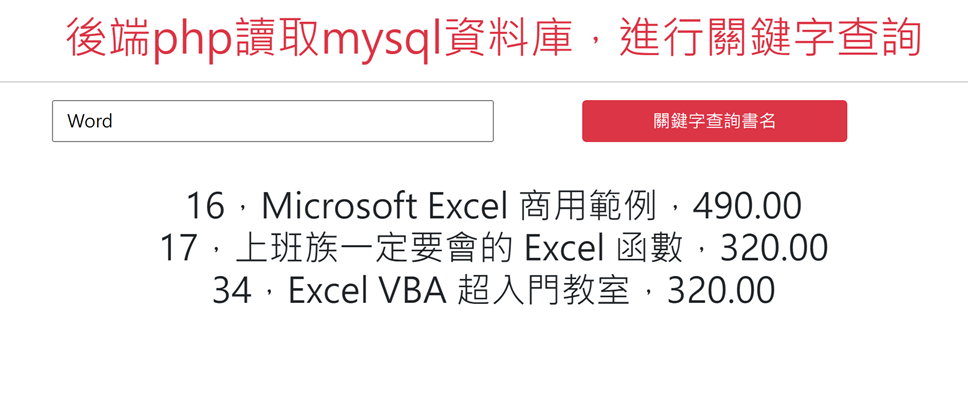 後端php讀取mysql資料庫，進行關鍵字查詢
Word
關鍵字查詢書名
16，Microsoft Excel 商用範例，490.00
17，上班族一定要會的 Excel 函數，320.00
34，Excel VBA 超入門教室，320.00